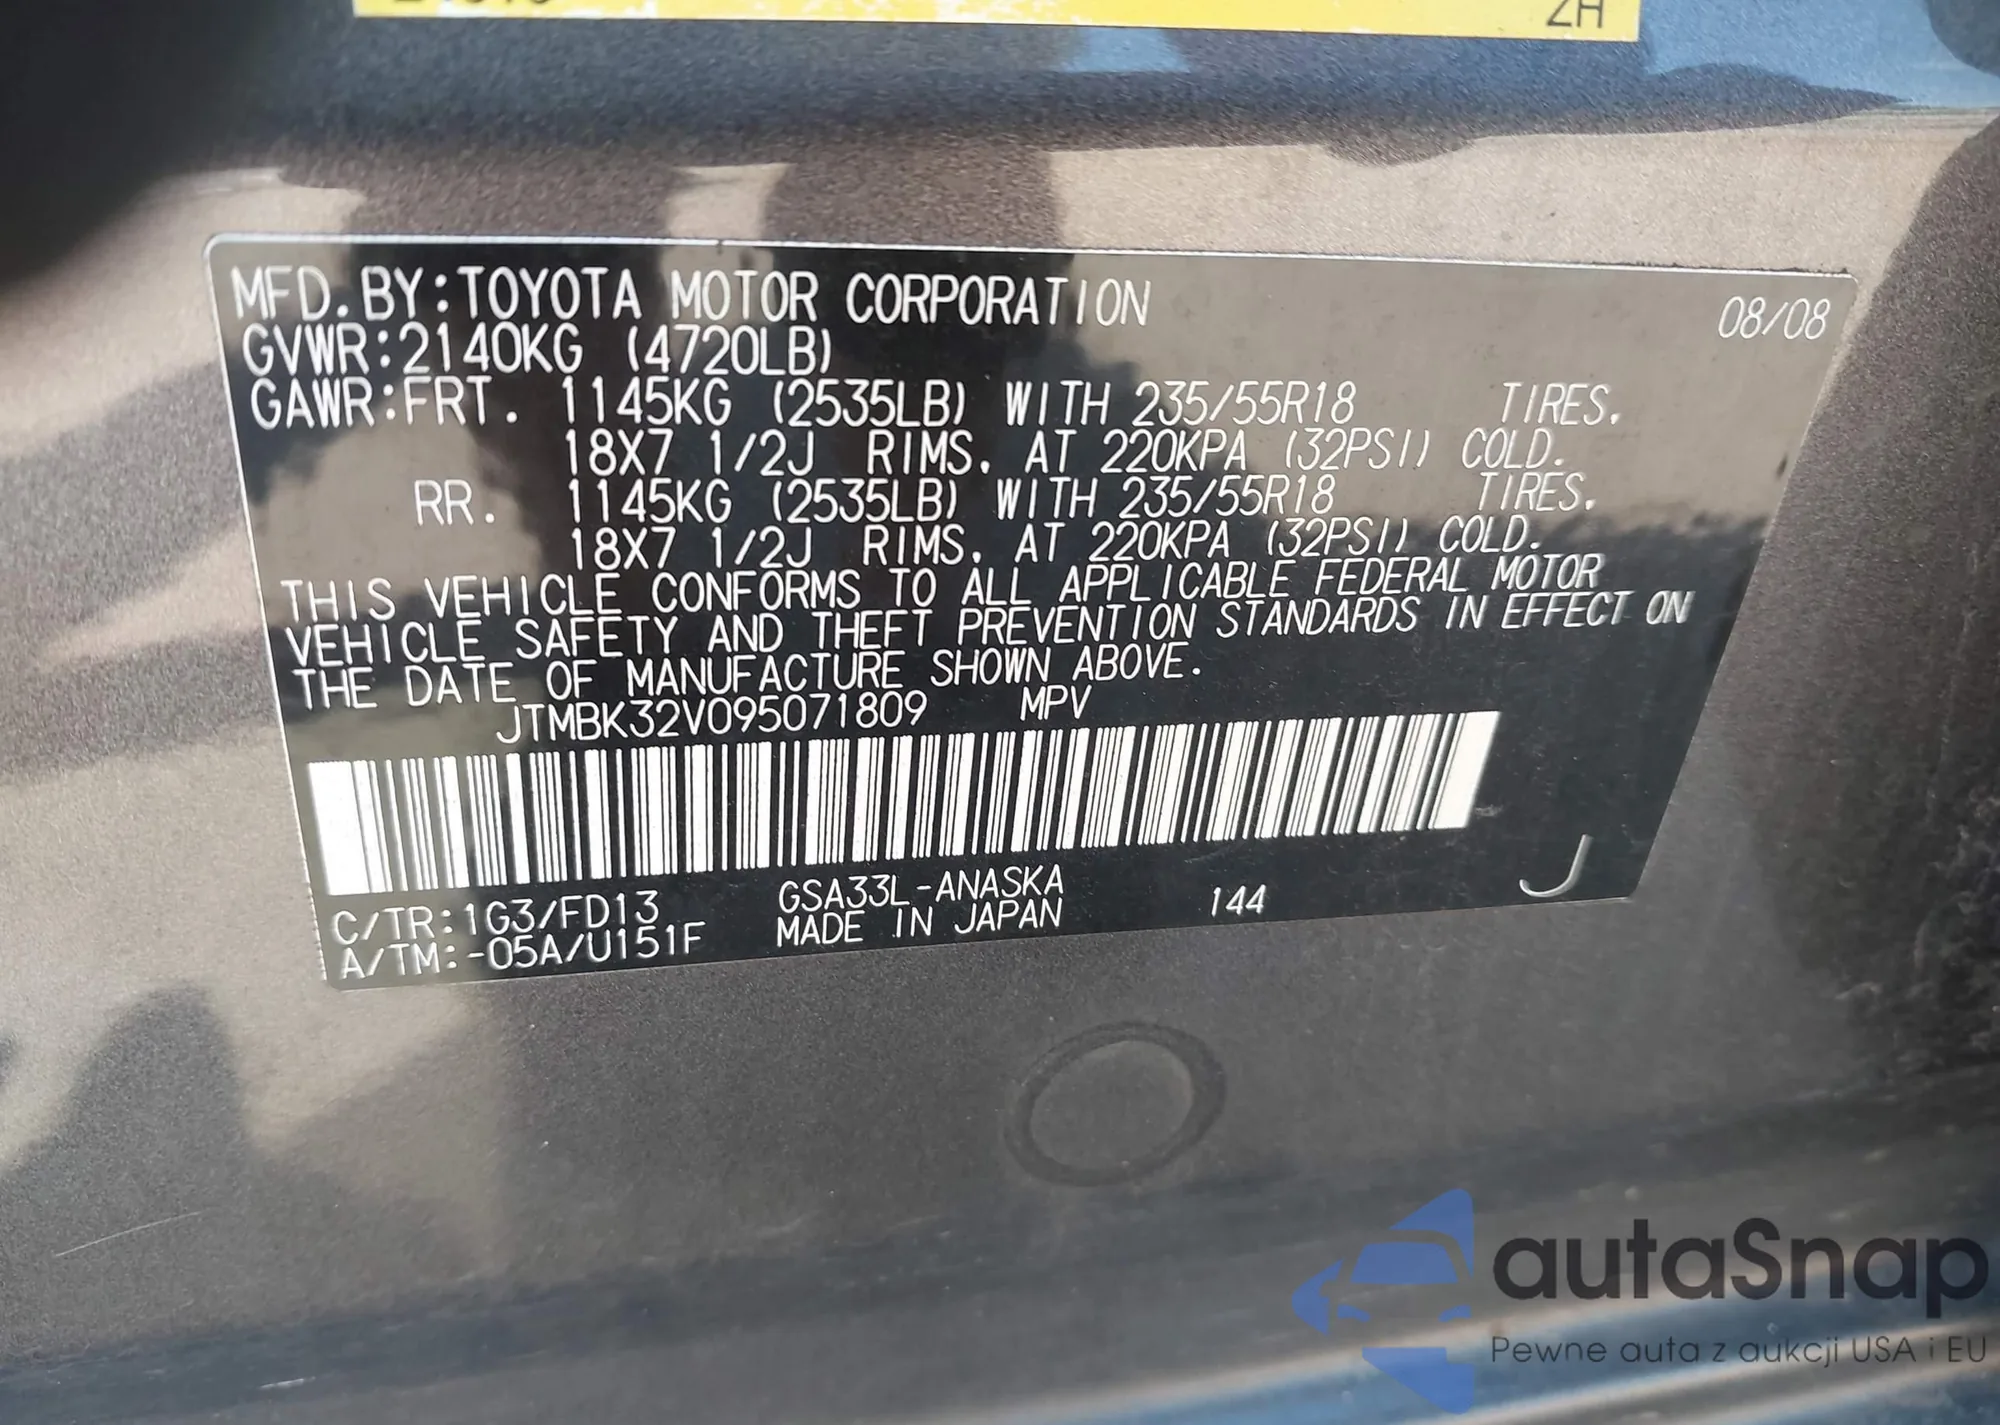 ZH
MFD.BY:TOYOTA MOTOR CORPORATION 08/08
GVWR:2140KG (4720LB)
GAWR:FRT. 1145KG (2535LB) WITH 235/55R18 TIRES.
18X7 1/2J RIMS. AT 220KPA (32PSI) COLD.
RR. 1145KG (2535LB) WITH 235/55R18 TIRES.
18X7 1/2J RIMS. AT 220KPA (32PSI) COLD.
THIS VEHICLE CONFORMS TO ALL APPLICABLE FEDERAL MOTOR
VEHICLE SAFETY AND THEFT PREVENTION STANDARDS IN EFFECT ON
THE DATE OF MANUFACTURE SHOWN ABOVE.
JTMBK32V095071809 MPV
C/TR:1G3/FD13 GSA33L-ANASKA 144 J
A/TM:-05A/U151F MADE IN JAPAN
autaSnap
Pewne auta z aukcji USA i EU